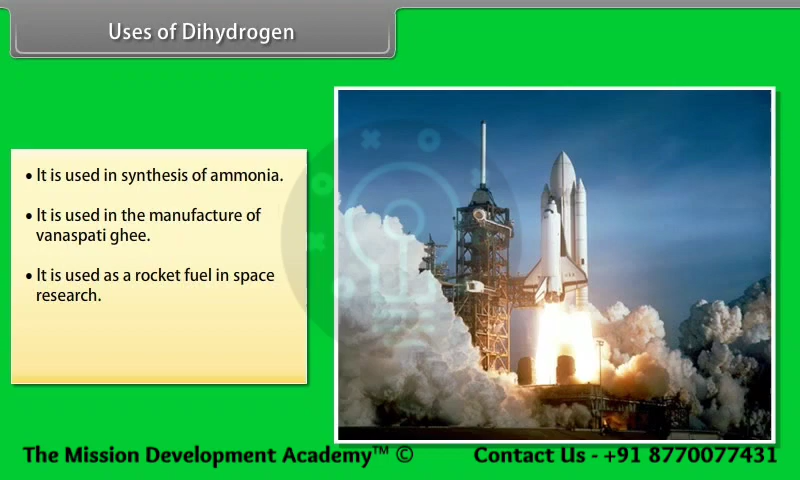 Uses of Dihydrogen
• It is used in synthesis of ammonia.
• It is used in the manufacture of
vanaspati ghee.
• It is used as a rocket fuel in space
research.
The Mission Development Academy™ ©
Contact Us - +91 8770077431